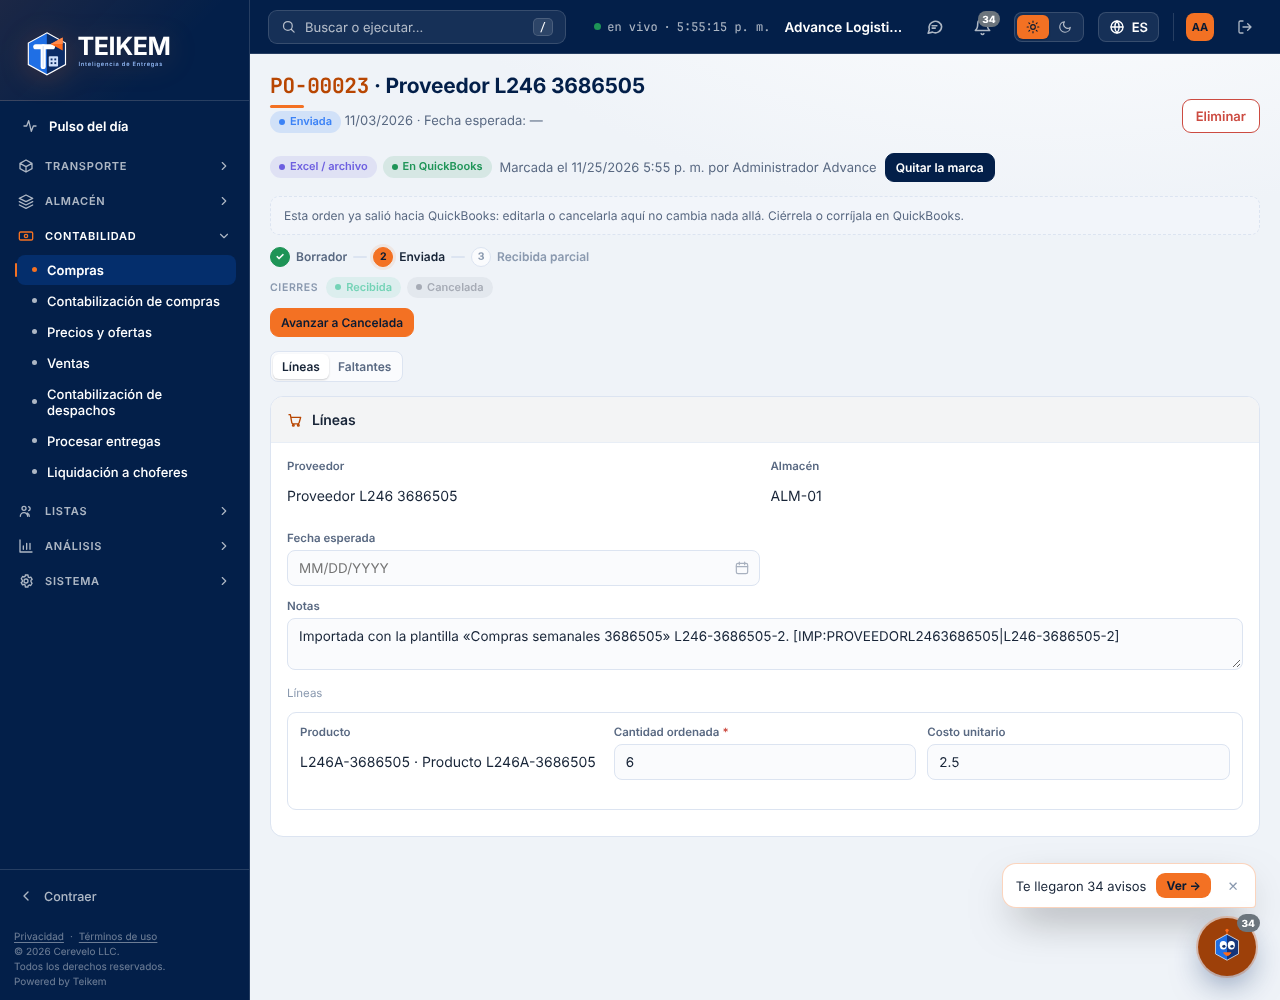 TEIKEM
Inteligencia de Entregas
Buscar o ejecutar...
/
en vivo · 5:55:15 p. m.
Advance Logisti...
34
ES
AA
Pulso del día
TRANSPORTE
ALMACÉN
CONTABILIDAD
Compras
Contabilización de compras
Precios y ofertas
Ventas
Contabilización de
despachos
Procesar entregas
Liquidación a choferes
LISTAS
ANÁLISIS
SISTEMA
Contraer
Privacidad · Términos de uso
© 2026 Cerevelo LLC.
Todos los derechos reservados.
Powered by Teikem
PO-00023 · Proveedor L246 3686505
Enviada 11/03/2026 · Fecha esperada: —
Eliminar
Excel / archivo En QuickBooks Marcada el 11/25/2026 5:55 p. m. por Administrador Advance Quitar la marca
Esta orden ya salió hacia QuickBooks: editarla o cancelarla aquí no cambia nada allá. Ciérrela o corríjala en QuickBooks.
Borrador 2 Enviada 3 Recibida parcial
CIERRES Recibida Cancelada
Avanzar a Cancelada
Líneas Faltantes
Líneas
Proveedor Almacén
Proveedor L246 3686505 ALM-01
Fecha esperada
MM/DD/YYYY
Notas
Importada con la plantilla «Compras semanales 3686505» L246-3686505-2. [IMP:PROVEEDORL2463686505|L246-3686505-2]
Líneas
Producto Cantidad ordenada * Costo unitario
L246A-3686505 · Producto L246A-3686505 6 2.5
Te llegaron 34 avisos Ver → ×
34